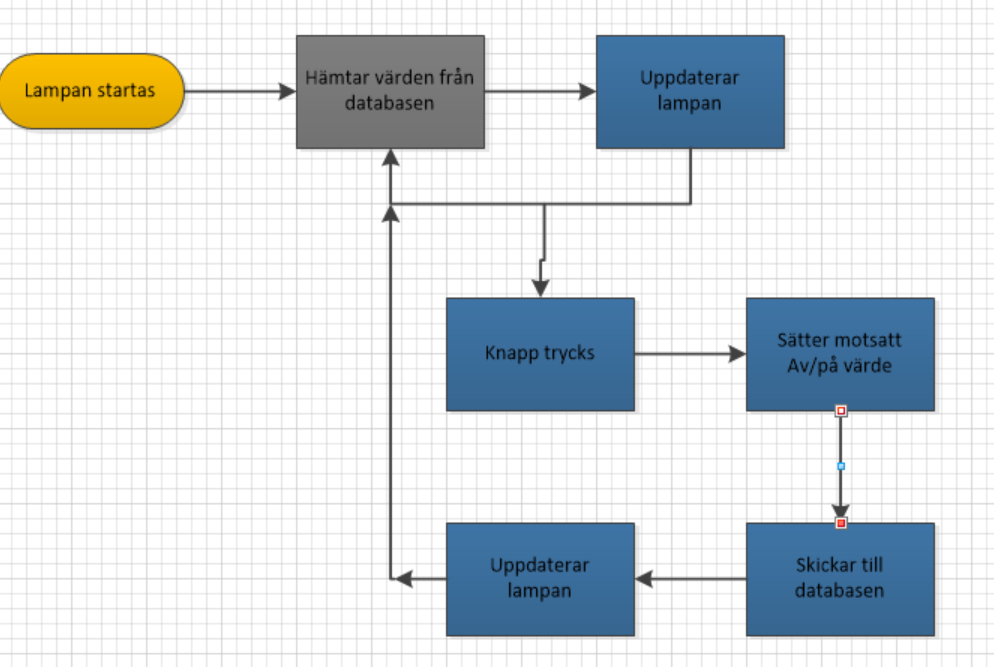 Lampan startas
Hämtar värden från
databasen
Uppdaterar
lampan
Knapp trycks
Sätter motsatt
Av/på värde
Uppdaterar
lampan
Skickar till
databasen